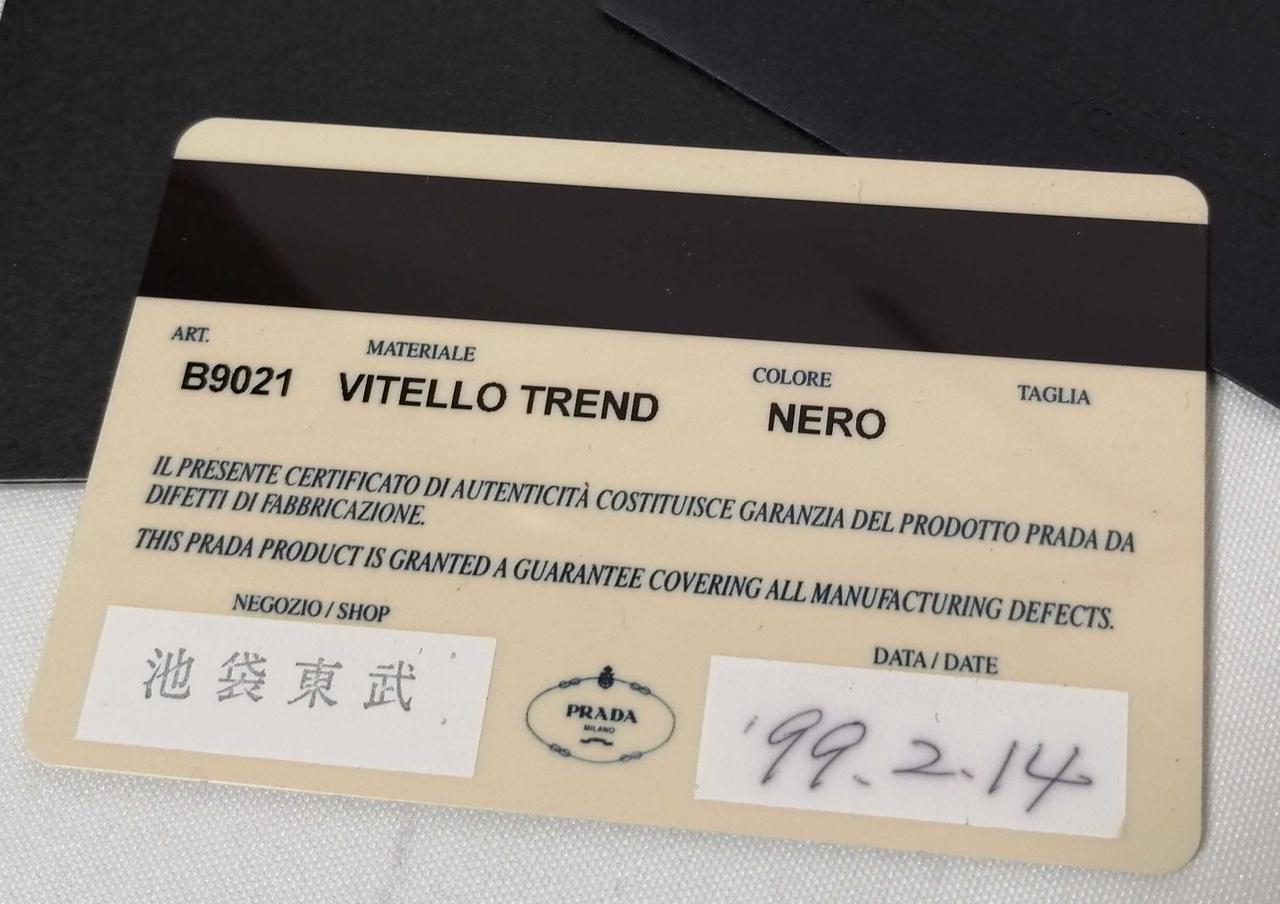 ART. MATERIALE COLORE TAGLIA
B9021 VITELLO TREND NERO
IL PRESENTE CERTIFICATO DI AUTENTICITÀ COSTITUISCE GARANZIA DEL PRODOTTO PRADA DA
DIFETTI DI FABBRICAZIONE.
THIS PRADA PRODUCT IS GRANTED A GUARANTEE COVERING ALL MANUFACTURING DEFECTS.
NEGOZIO / SHOP
池袋東武
PRADA
MILANO
DATA / DATE
'99.2.14